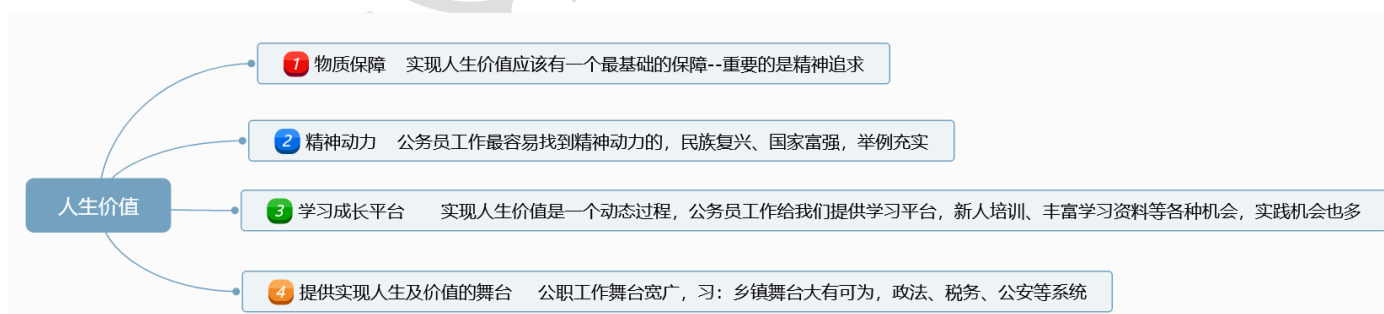 1 物质保障 实现人生价值应该有一个最基础的保障--重要的是精神追求
2 精神动力 公务员工作最容易找到精神动力的，民族复兴、国家富强，举例充实
人生价值
3 学习成长平台 实现人生价值是一个动态过程，公务员工作给我们提供学习平台，新人培训、丰富学习资料等各种机会，实践机会也多
4 提供实现人生及价值的舞台 公职工作舞台宽广，习：乡镇舞台大有可为，政法、税务、公安等系统